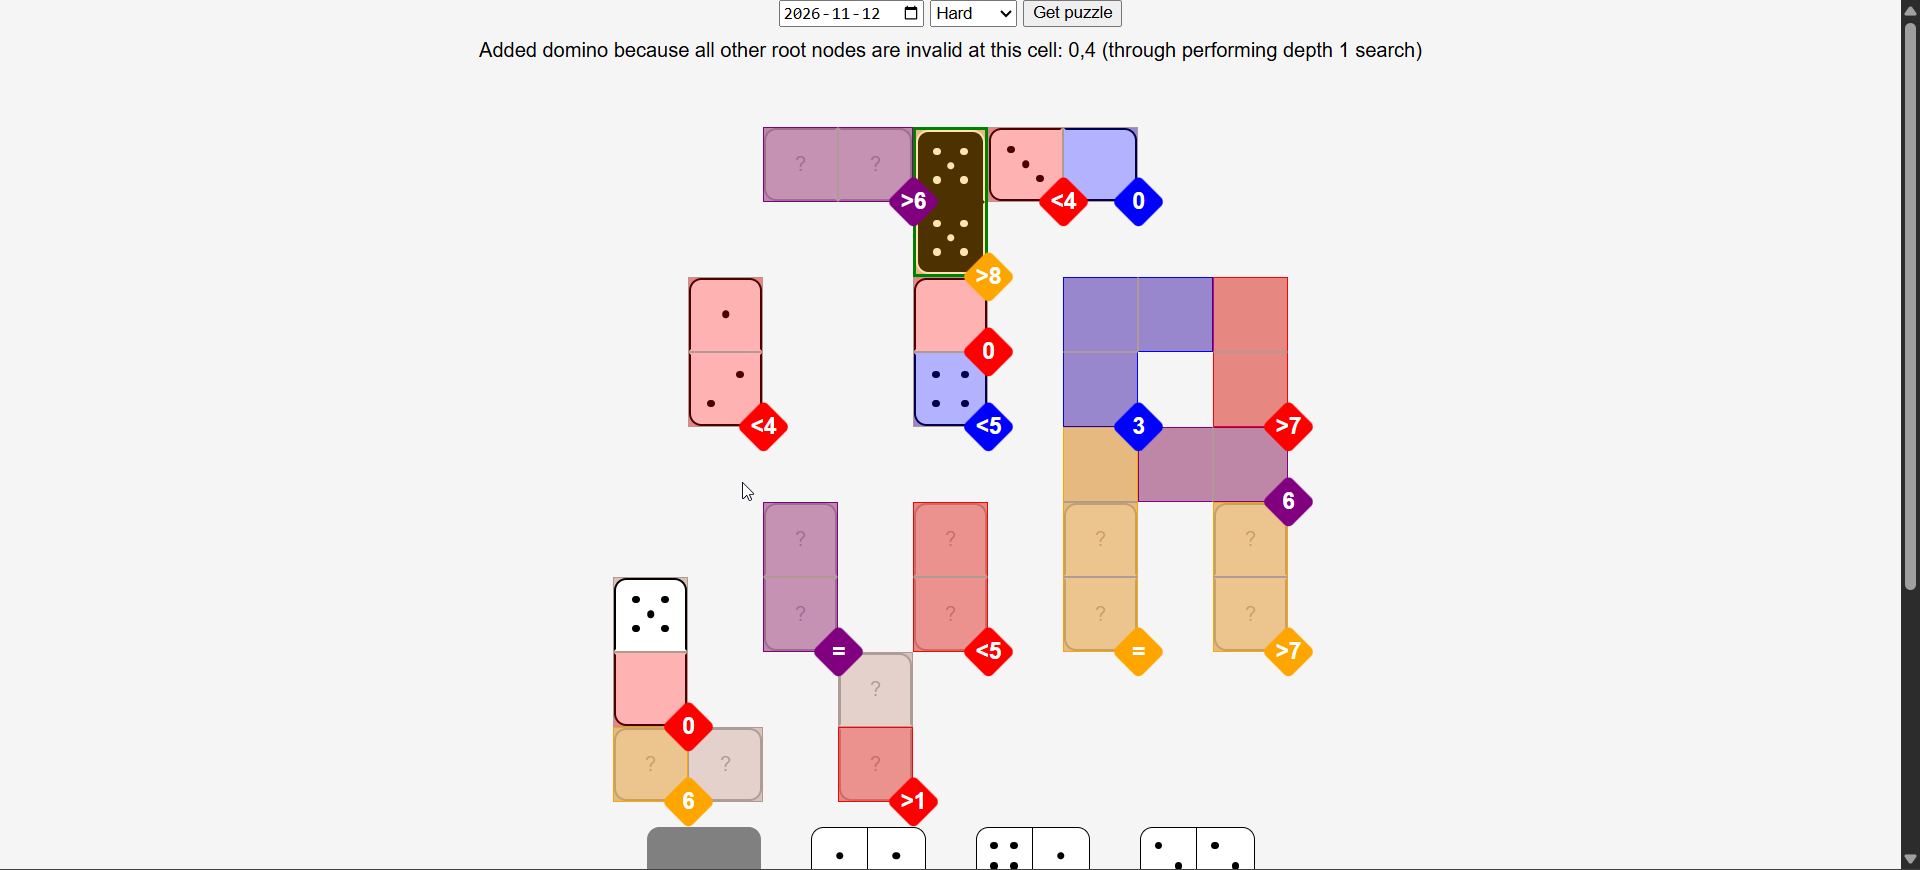 2026-11-12 Hard Get puzzle
Added domino because all other root nodes are invalid at this cell: 0,4 (through performing depth 1 search)
? ?
>6 <4 0
>8
0
<4 <5 3 >7
6
? ? ? ?
? ? ? ?
= <5 = >7
?
0
? ? ?
6 >1